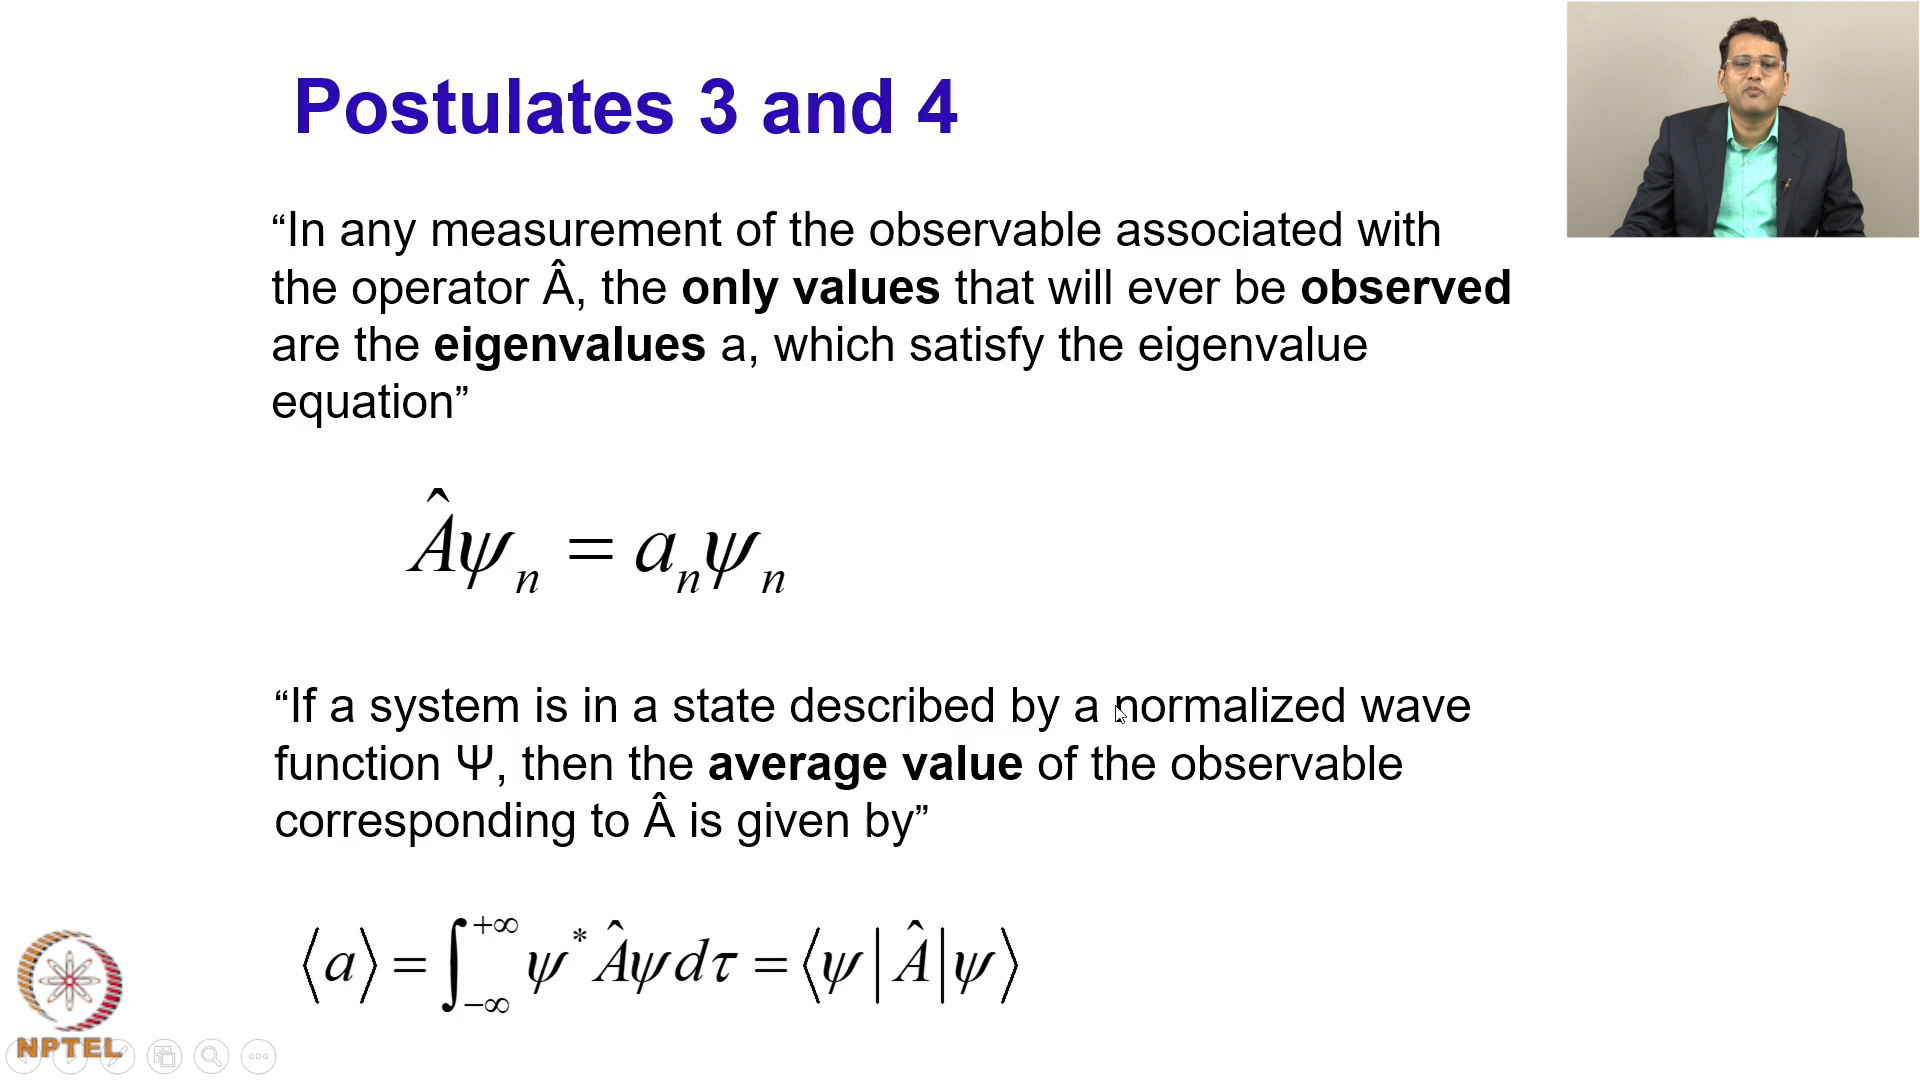 Postulates 3 and 4
“In any measurement of the observable associated with
the operator Â, the only values that will ever be observed
are the eigenvalues a, which satisfy the eigenvalue
equation”
Âψₙ = aₙψₙ
“If a system is in a state described by a normalized wave
function Ψ, then the average value of the observable
corresponding to Â is given by”
⟨a⟩ = ∫₋∞⁺∞ ψ* Âψ dτ = ⟨ψ|Â|ψ⟩
NPTEL